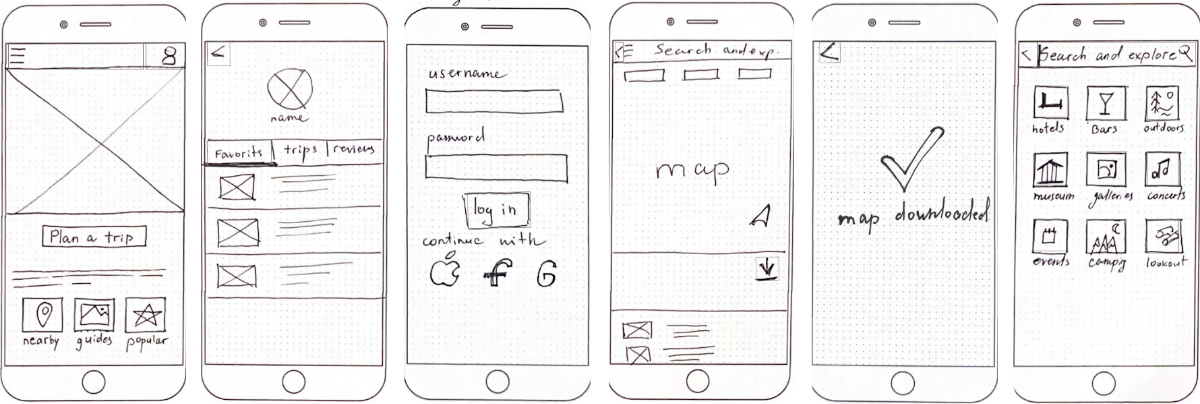 Plan a trip
nearby guides popular
name
Favorits trips reviews
username
password
log in
continue with
f G
Search and exp.
map
map downloaded
Search and explore
hotels Bars outdoors
museum galleries concerts
events campig lookout